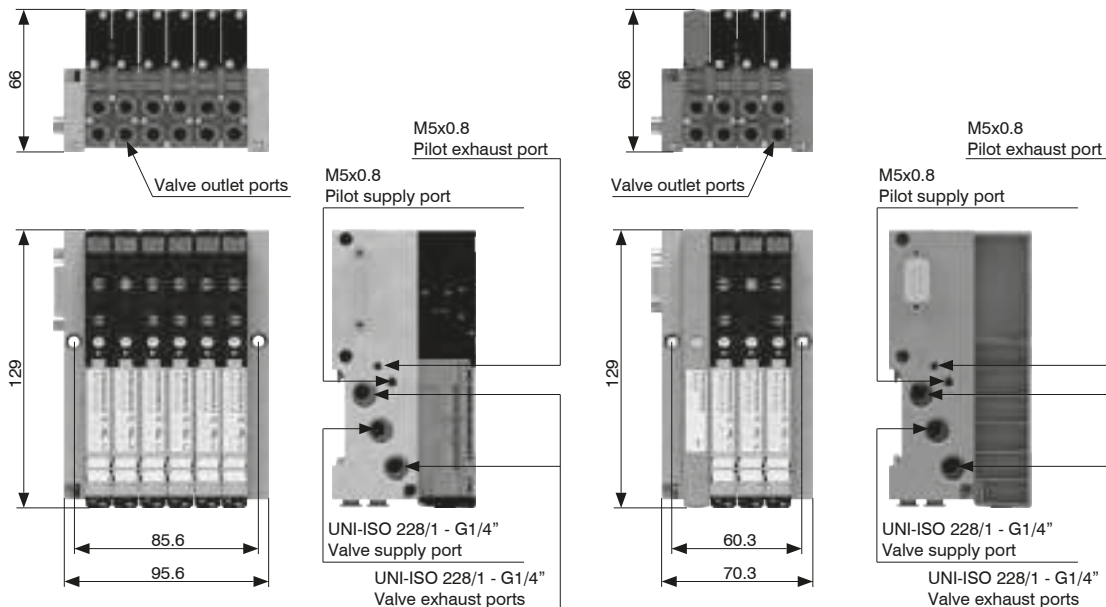 66
Valve outlet ports
M5x0.8
Pilot exhaust port
M5x0.8
Pilot supply port
129
85.6
95.6
UNI-ISO 228/1 - G1/4”
Valve supply port
UNI-ISO 228/1 - G1/4”
Valve exhaust ports
66
Valve outlet ports
M5x0.8
Pilot exhaust port
M5x0.8
Pilot supply port
129
60.3
70.3
UNI-ISO 228/1 - G1/4”
Valve supply port
UNI-ISO 228/1 - G1/4”
Valve exhaust ports